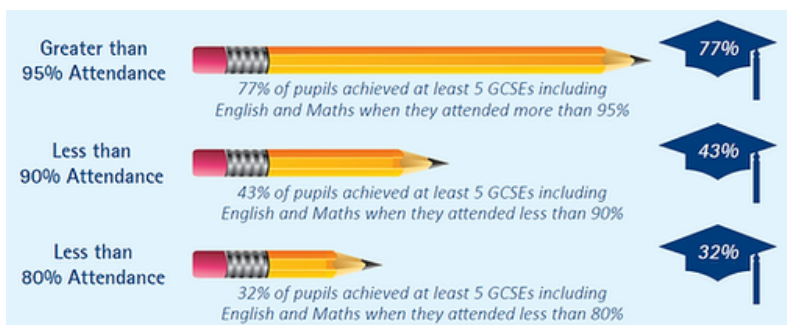 Greater than
95% Attendance
77% of pupils achieved at least 5 GCSEs including
English and Maths when they attended more than 95%
77%
Less than
90% Attendance
43% of pupils achieved at least 5 GCSEs including
English and Maths when they attended less than 90%
43%
Less than
80% Attendance
32% of pupils achieved at least 5 GCSEs including
English and Maths when they attended less than 80%
32%